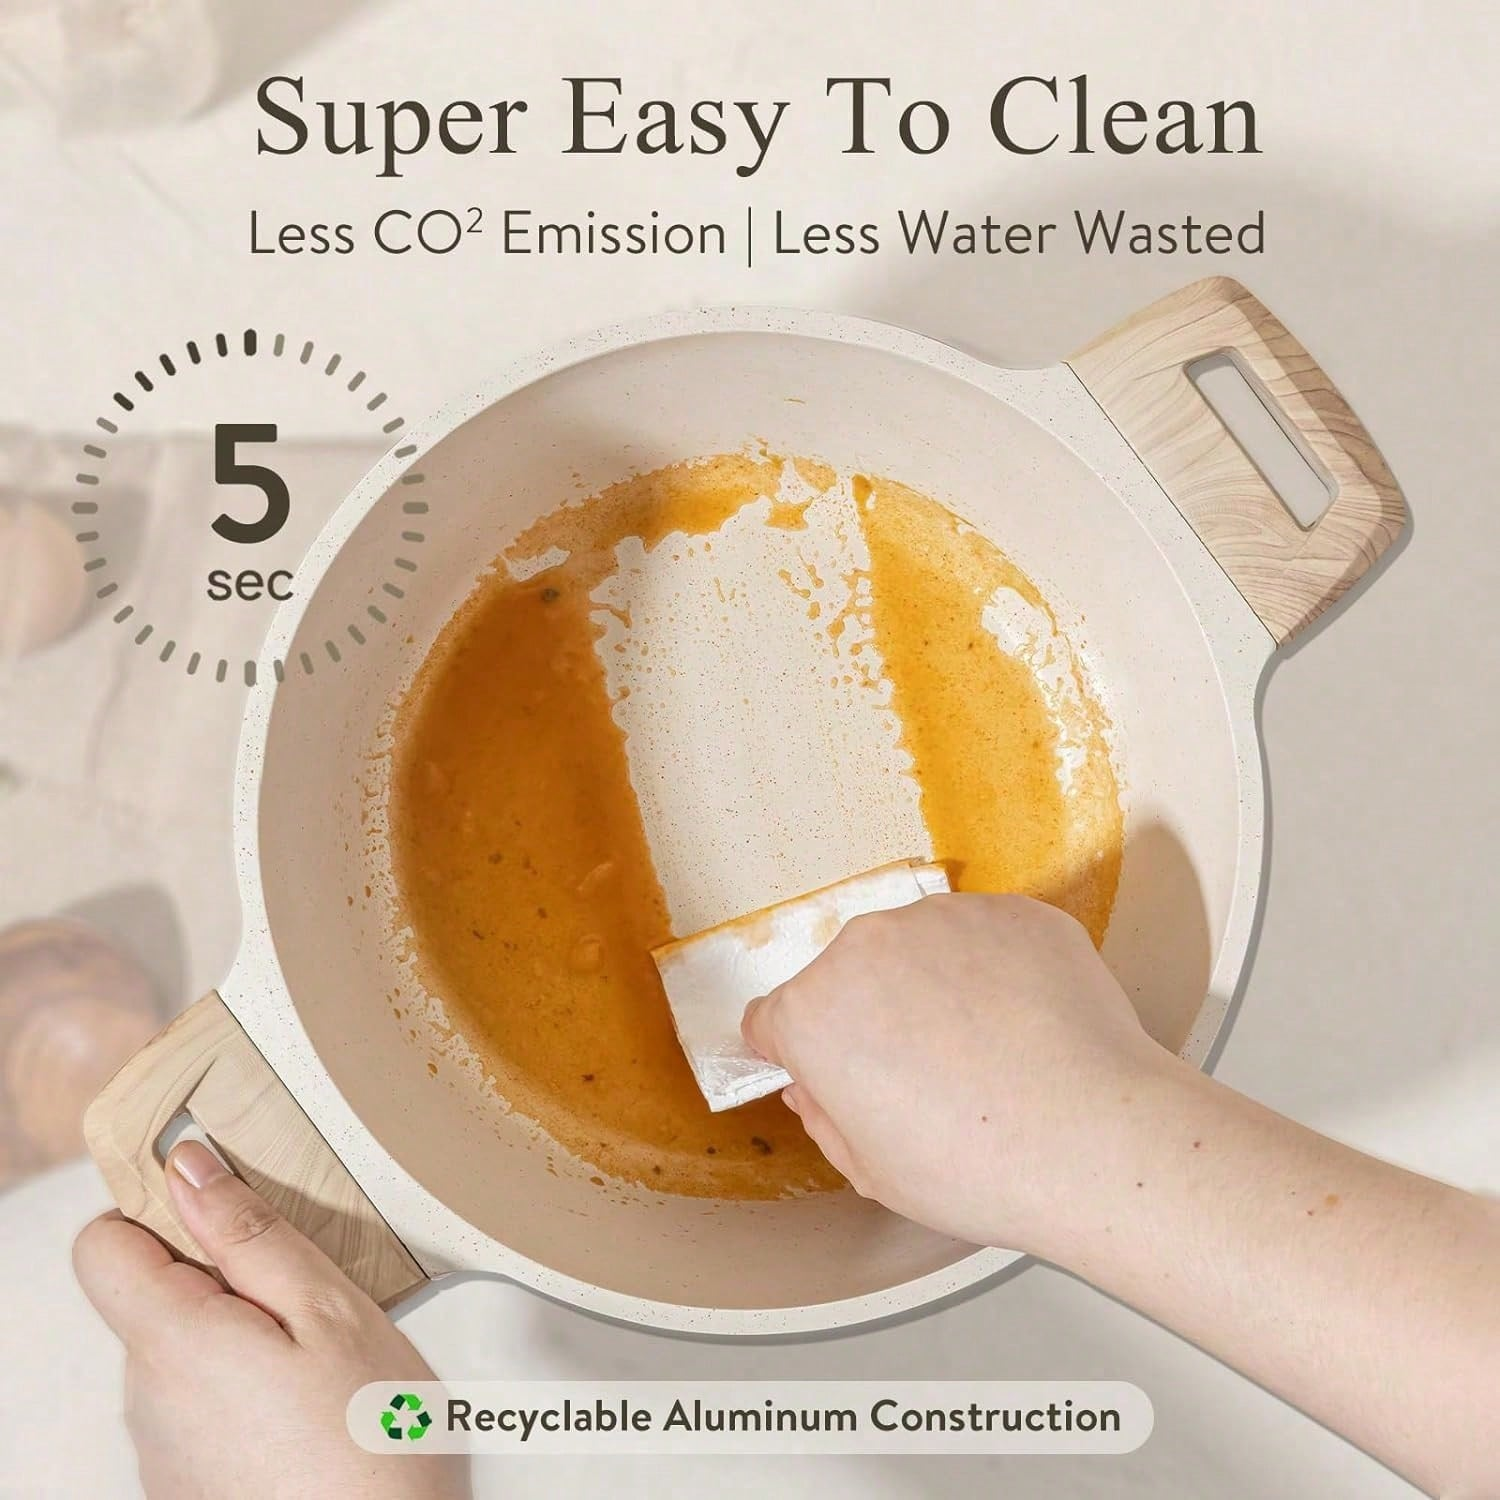 Super Easy To Clean
Less CO² Emission | Less Water Wasted
5
sec
Recyclable Aluminum Construction